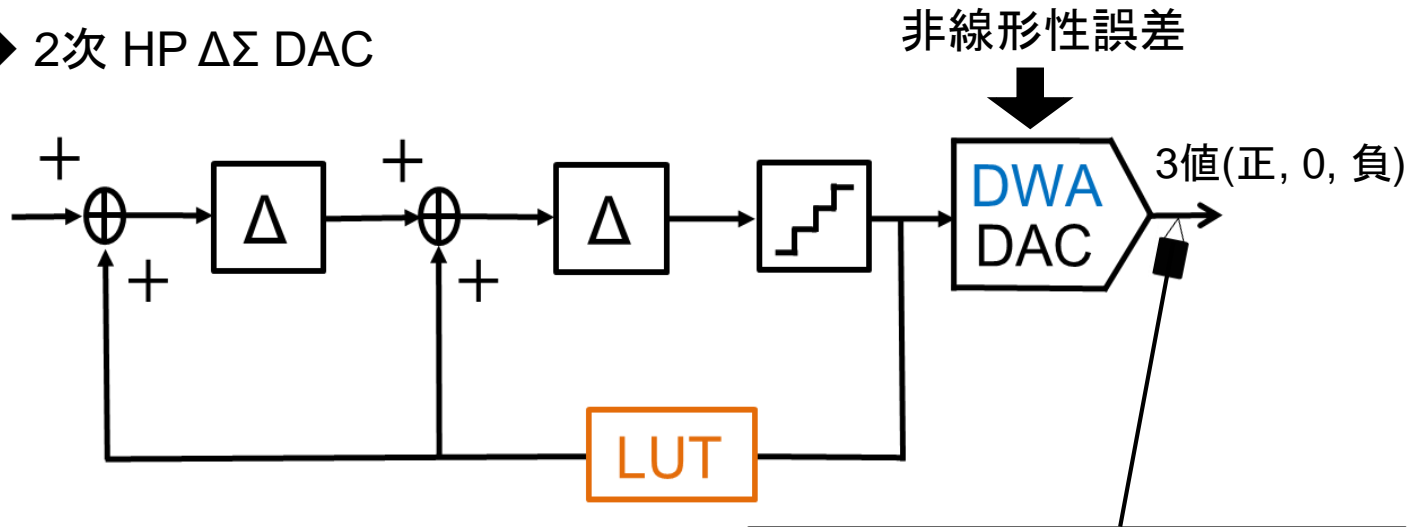 2次 HP ΔΣ DAC
非線形性誤差
+
+
3値(正, 0, 負)
Δ
Δ
DWA
DAC
+
+
LUT